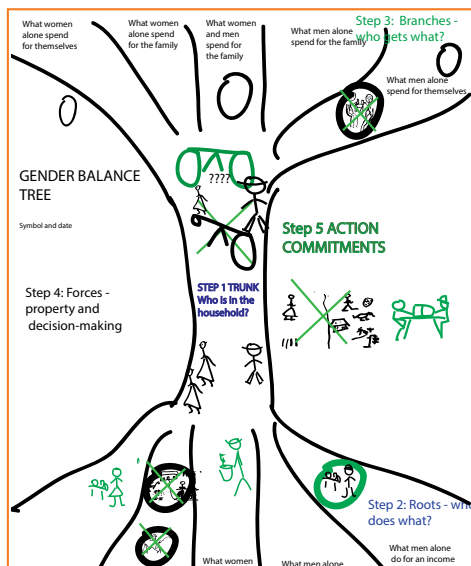 What women
alone spend
for themselves
What women
alone spend
for the family
What women
and men
spend for
the family
What men alone
spend for the family
Step 3: Branches -
who gets what?
What men alone
spend for themselves
GENDER BALANCE
TREE
????
Symbol and date
Step 5 ACTION
COMMITMENTS
STEP 1 TRUNK
Who is in the
household?
Step 4: Forces -
property and
decision-making
Step 2: Roots - who
does what?
What women
What men alone
What men alone
do for an income